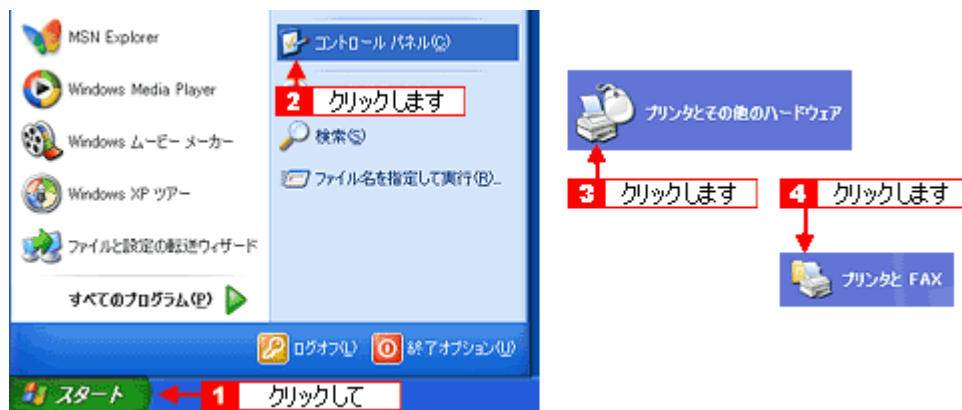 MSN Explorer
Windows Media Player
Windows ムービー メーカー
Windows XP ツアー
ファイルと設定の転送ウィザード
すべてのプログラム(P)
コントロール パネル(C)
2 クリックします
検索(S)
ファイル名を指定して実行(R)...
ログオフ(L)
終了オプション(U)
スタート
1 クリックして
プリンタとその他のハードウェア
3 クリックします
4 クリックします
プリンタと FAX